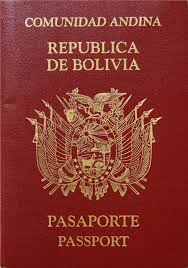 COMUNIDAD ANDINA
REPUBLICA
DE BOLIVIA
PASAPORTE
PASSPORT